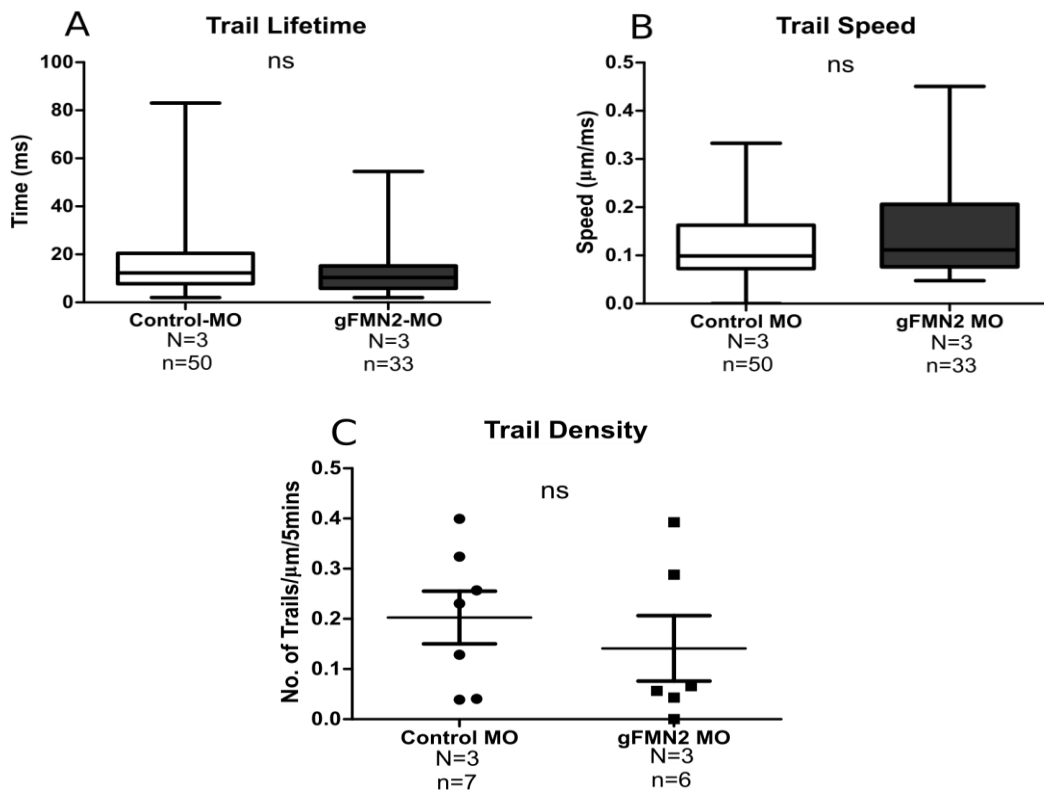 A
Trail Lifetime
ns
Time (ms)
100
80
60
40
20
0
Control-MO
N=3
n=50
gFMN2-MO
N=3
n=33
B
Trail Speed
ns
Speed (μm/ms)
0.5
0.4
0.3
0.2
0.1
0.0
Control MO
N=3
n=50
gFMN2 MO
N=3
n=33
C
Trail Density
ns
No. of Trails/μm/5mins
0.5
0.4
0.3
0.2
0.1
0.0
Control MO
N=3
n=7
gFMN2 MO
N=3
n=6